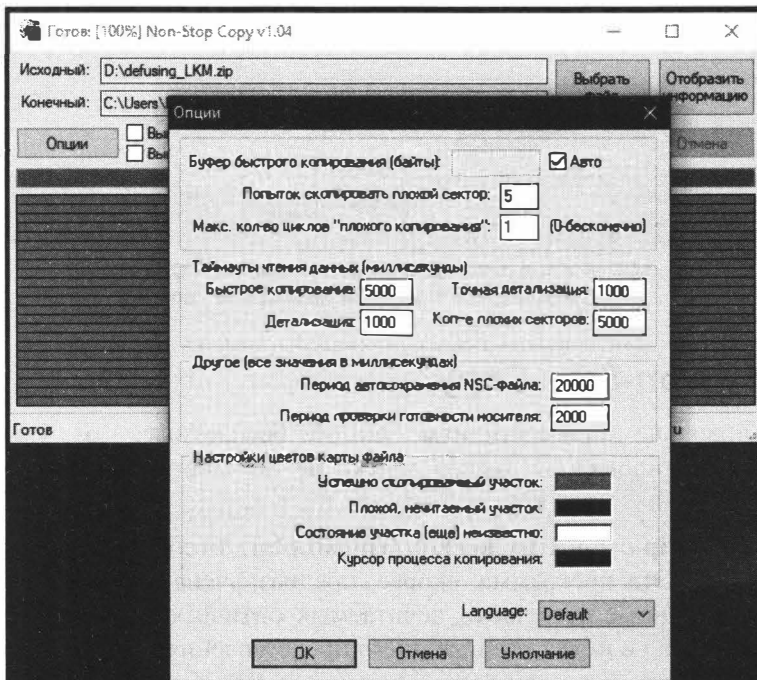 Готов: [100%] Non-Stop Copy v1.04
Исходный: D:\defusing_LKM.zip
Выбрать
Отобразить информацию
Конечный: C:\Users\
Опции
Отмена
Опции
Буфер быстрого копирования (байты): Авто
Попыток скопировать плохой сектор: 5
Макс. кол-во циклов "плохого копирования": 1 (0-бесконечно)
Таймауты чтения данных (миллисекунды)
Быстрое копирование: 5000 Точная детализация: 1000
Детализация: 1000 Коп-е плохих секторов: 5000
Другое (все значения в миллисекундах)
Период автосохранения NSC-файла: 20000
Период проверки готовности носителя: 2000
Готов
Настройки цветов карты файла
Успешно скопированный участок:
Плохой, нечитаемый участок:
Состояние участка (еще) неизвестно:
Курсор процесса копирования:
Language: Default
OK Отмена Умолчание